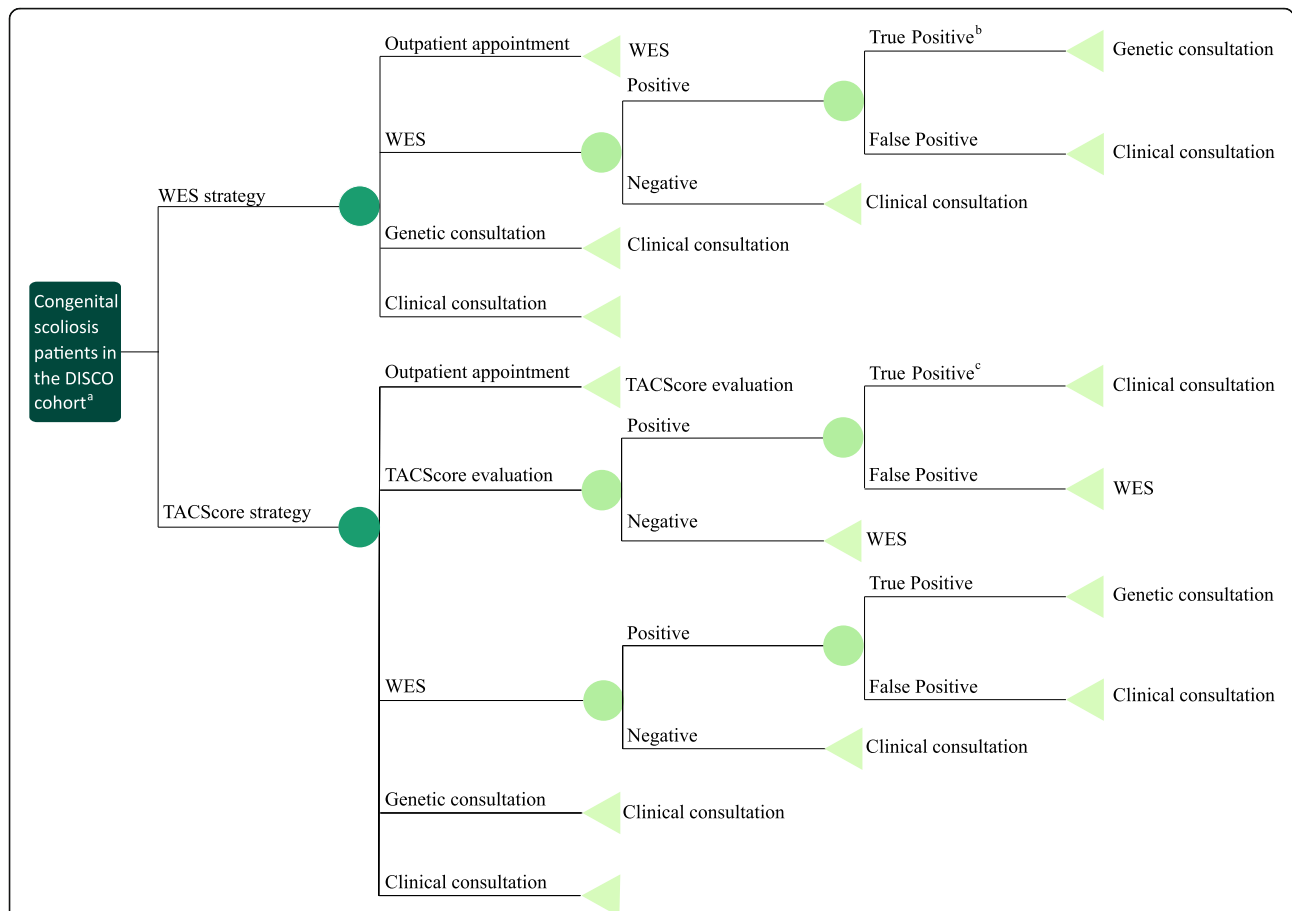 Outpatient appointment
WES
True Positiveᵇ
Genetic consultation
Positive
WES
False Positive
Clinical consultation
Negative
Clinical consultation
WES strategy
Genetic consultation
Clinical consultation
Clinical consultation
Congenital
scoliosis
patients in
the DISCO
cohortᵃ
Outpatient appointment
TACScore evaluation
True Positiveᶜ
Clinical consultation
Positive
TACScore evaluation
False Positive
WES
Negative
WES
TACScore strategy
True Positive
Genetic consultation
Positive
WES
False Positive
Clinical consultation
Negative
Clinical consultation
Genetic consultation
Clinical consultation
Clinical consultation